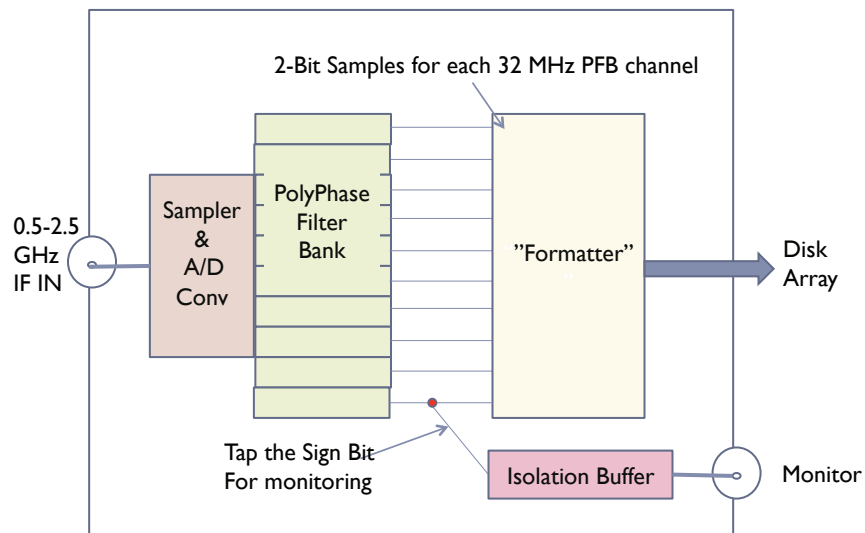 2-Bit Samples for each 32 MHz PFB channel
0.5-2.5
GHz
IF IN
Sampler
&
A/D
Conv
PolyPhase
Filter
Bank
”Formatter”
Disk
Array
Tap the Sign Bit
For monitoring
Isolation Buffer
Monitor